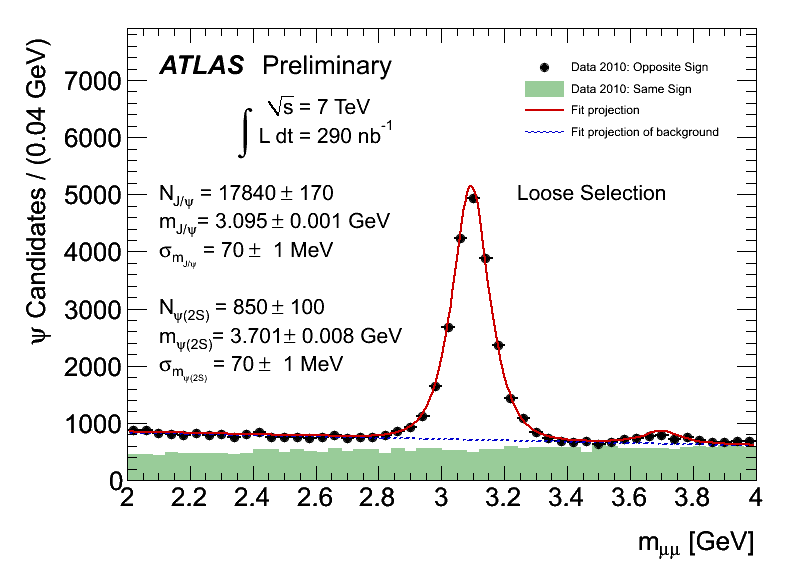 ATLAS Preliminary
∫ √s = 7 TeV
L dt = 290 nb⁻¹
Data 2010: Opposite Sign
Data 2010: Same Sign
Fit projection
Fit projection of background
Loose Selection
N_J/ψ = 17840 ± 170
m_J/ψ = 3.095 ± 0.001 GeV
σ_m_J/ψ = 70 ± 1 MeV
N_ψ(2S) = 850 ± 100
m_ψ(2S) = 3.701 ± 0.008 GeV
σ_m_ψ(2S) = 70 ± 1 MeV
ψ Candidates / (0.04 GeV)
7000
6000
5000
4000
3000
2000
1000
0
2 2.2 2.4 2.6 2.8 3 3.2 3.4 3.6 3.8 4
m_μμ [GeV]